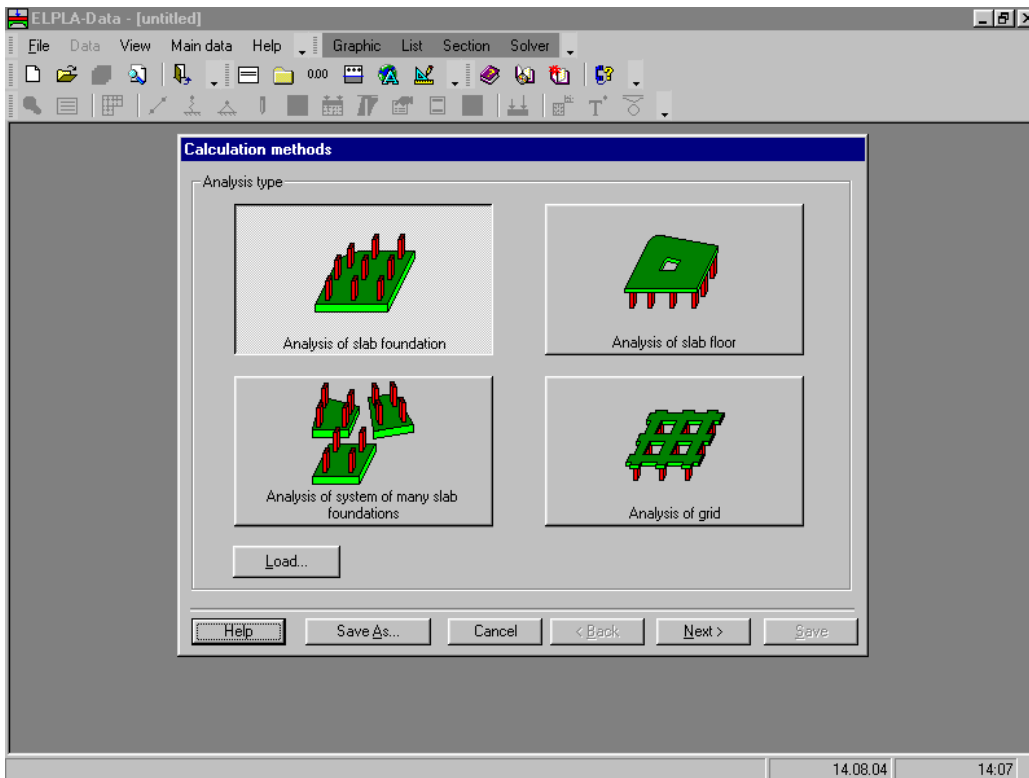 ELPLA-Data - [untitled]
File Data View Main data Help Graphic List Section Solver
0.00
Calculation methods
Analysis type
Analysis of slab foundation
Analysis of slab floor
Analysis of system of many slab
foundations
Analysis of grid
Load...
Help Save As... Cancel < Back Next > Save
14.08.04 14:07